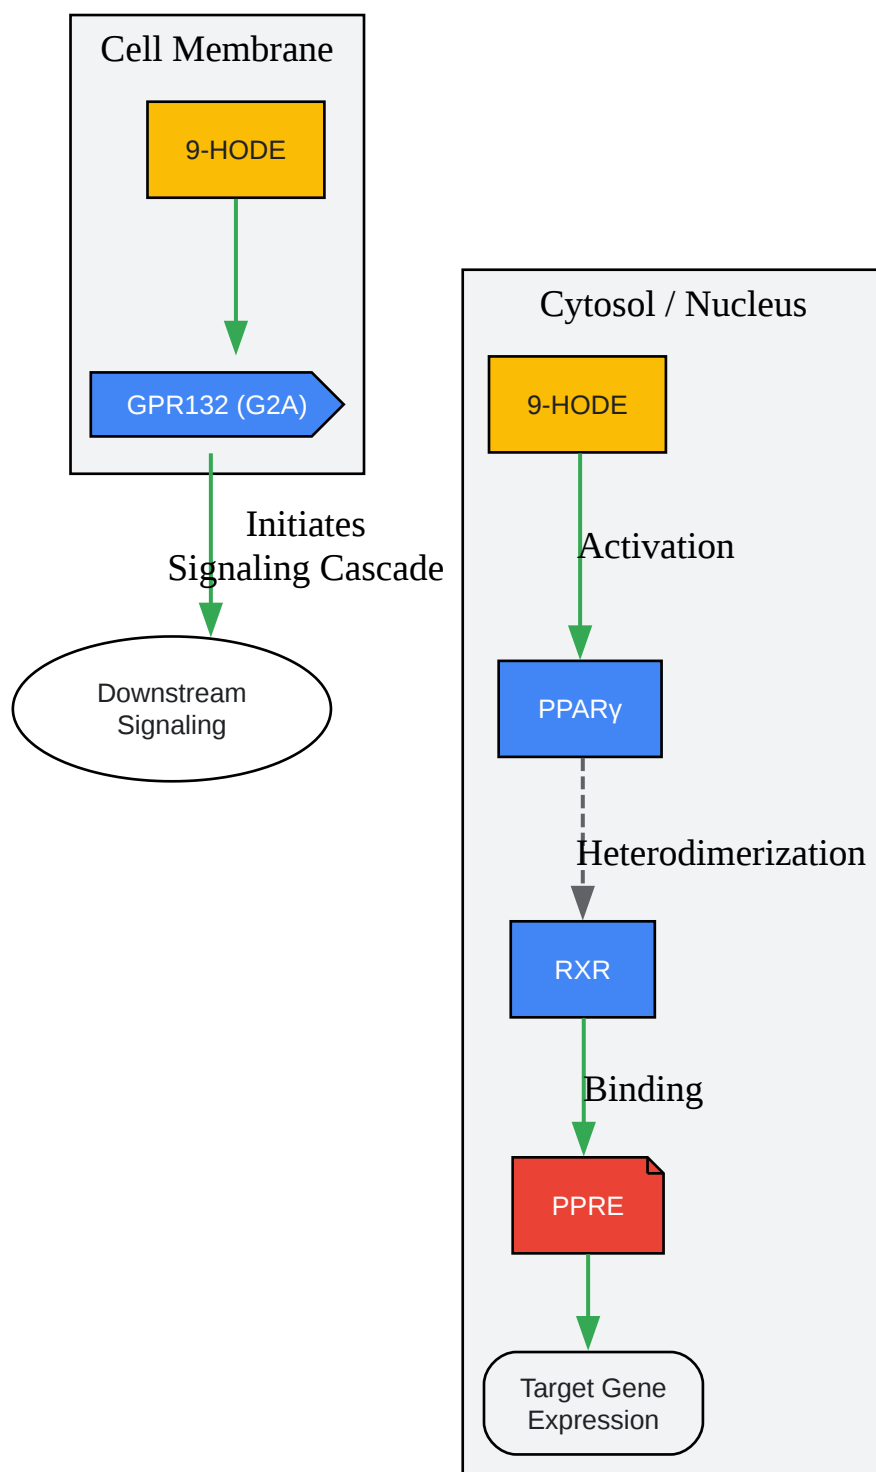 Cell Membrane
9-HODE
GPR132 (G2A)
Initiates
Signaling Cascade
Downstream
Signaling
Cytosol / Nucleus
9-HODE
Activation
PPARγ
Heterodimerization
RXR
Binding
PPRE
Target Gene
Expression